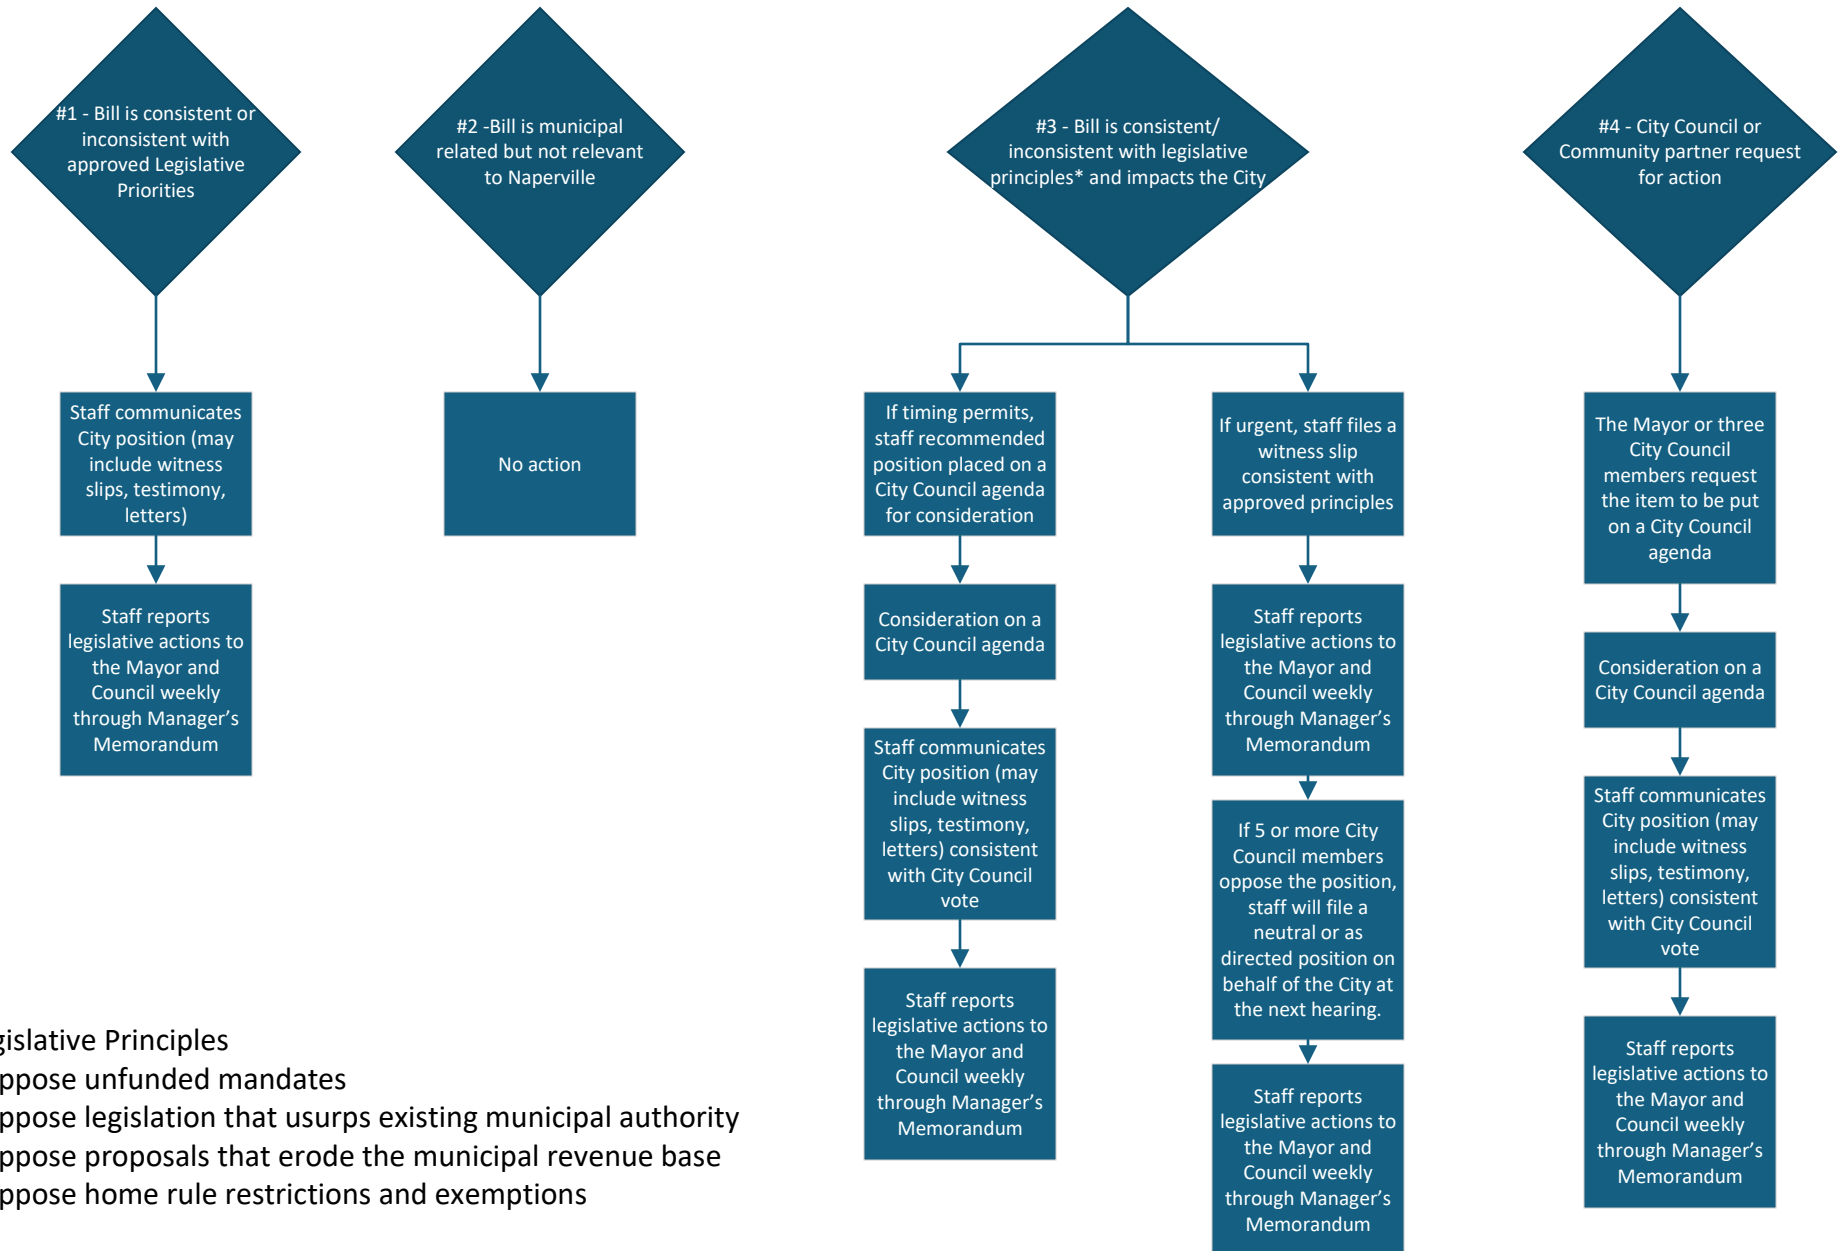 #1 - Bill is consistent or
inconsistent with
approved Legislative
Priorities
Staff communicates
City position (may
include witness
slips, testimony,
letters)
Staff reports
legislative actions to
the Mayor and
Council weekly
through Manager’s
Memorandum
#2 -Bill is municipal
related but not relevant
to Naperville
No action
#3 - Bill is consistent/
inconsistent with legislative
principles* and impacts the City
If timing permits,
staff recommended
position placed on a
City Council agenda
for consideration
Consideration on a
City Council agenda
Staff communicates
City position (may
include witness
slips, testimony,
letters) consistent
with City Council
vote
Staff reports
legislative actions to
the Mayor and
Council weekly
through Manager’s
Memorandum
If urgent, staff files a
witness slip
consistent with
approved principles
Staff reports
legislative actions to
the Mayor and
Council weekly
through Manager’s
Memorandum
If 5 or more City
Council members
oppose the position,
staff will file a
neutral or as
directed position on
behalf of the City at
the next hearing.
Staff reports
legislative actions to
the Mayor and
Council weekly
through Manager’s
Memorandum
#4 - City Council or
Community partner request
for action
The Mayor or three
City Council
members request
the item to be put
on a City Council
agenda
Consideration on a
City Council agenda
Staff communicates
City position (may
include witness
slips, testimony,
letters) consistent
with City Council
vote
Staff reports
legislative actions to
the Mayor and
Council weekly
through Manager’s
Memorandum
gislative Principles
ppose unfunded mandates
ppose legislation that usurps existing municipal authority
ppose proposals that erode the municipal revenue base
ppose home rule restrictions and exemptions